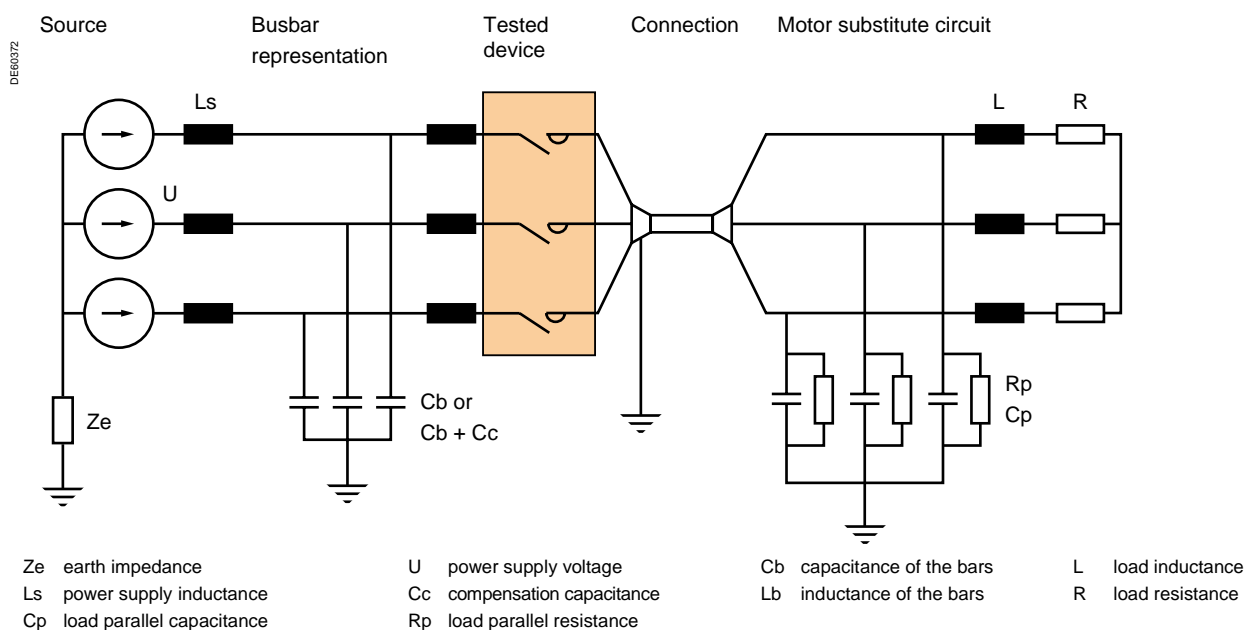 Source
Busbar
representation
Tested
device
Connection
Motor substitute circuit
DE60372
Ls
L
R
U
Ze
Cb or
Cb + Cc
Rp
Cp
Ze earth impedance
U power supply voltage
Cb capacitance of the bars
L load inductance
Ls power supply inductance
Cc compensation capacitance
Lb inductance of the bars
R load resistance
Cp load parallel capacitance
Rp load parallel resistance